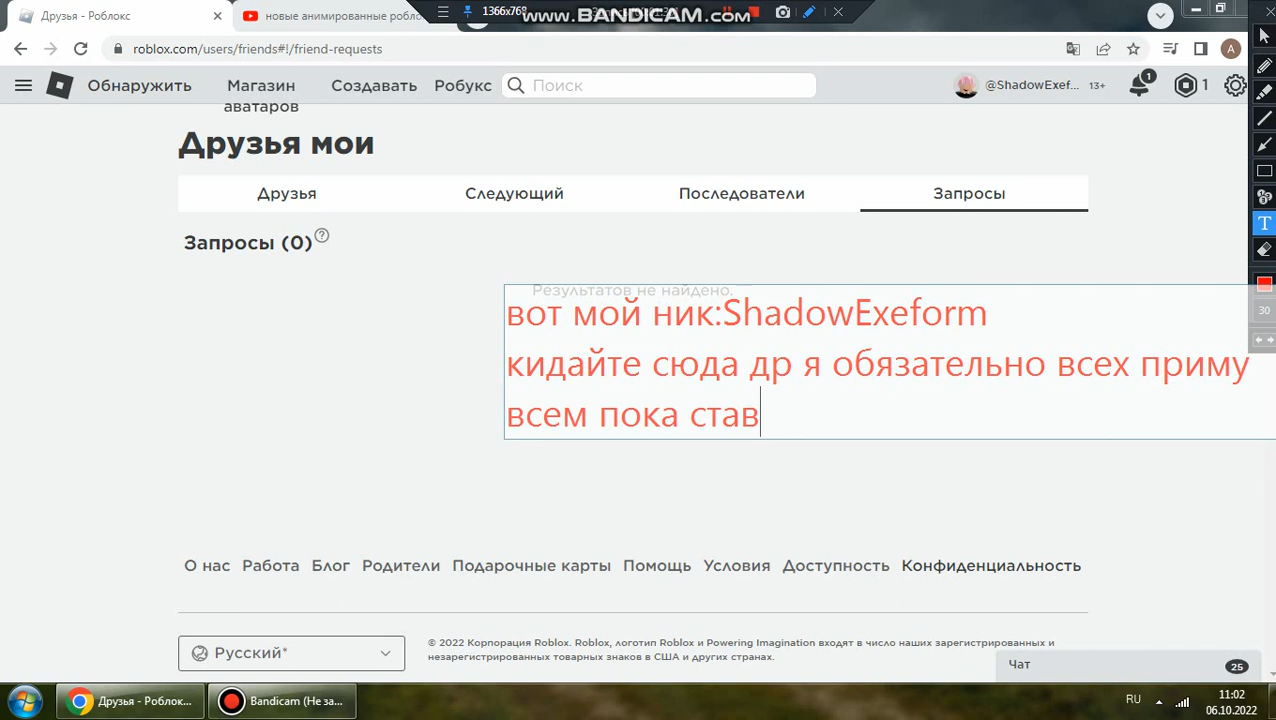 Друзья - Роблокс
новые анимированные робло
1366x768
www.BANDICAM.com
roblox.com/users/friends#!/friend-requests
A
Обнаружить
Магазин аватаров
Создавать
Робукс
Поиск
@ShadowExef...
13+
1
1
Друзья мои
Друзья
Следующий
Последователи
Запросы
Запросы (0)
?
Результатов не найдено.
вот мой ник:ShadowExeform
кидайте сюда др я обязательно всех приму
всем пока став
T
30
О нас
Работа
Блог
Родители
Подарочные карты
Помощь
Условия
Доступность
Конфиденциальность
Русский*
© 2022 Корпорация Roblox. Roblox, логотип Roblox и Powering Imagination входят в число наших зарегистрированных и
незарегистрированных товарных знаков в США и других странах.
Чат
25
Друзья - Роблок...
Bandicam (Не за...
RU
11:02
06.10.2022